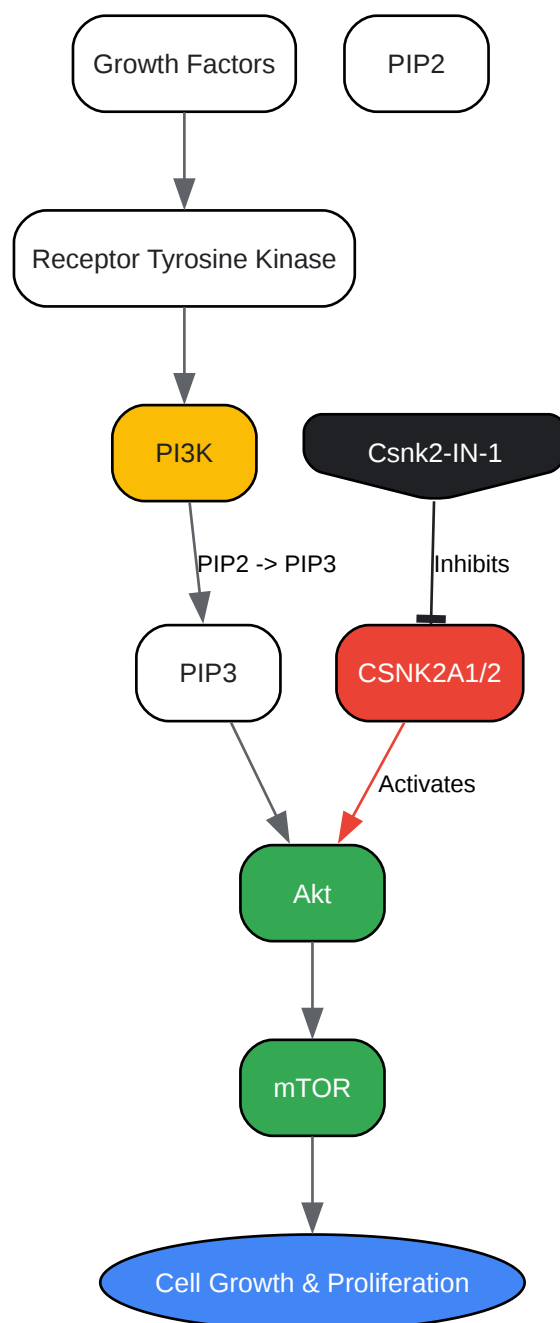 Growth Factors
PIP2
Receptor Tyrosine Kinase
PI3K
Csnk2-IN-1
PIP2 -> PIP3
Inhibits
PIP3
CSNK2A1/2
Activates
Akt
mTOR
Cell Growth & Proliferation